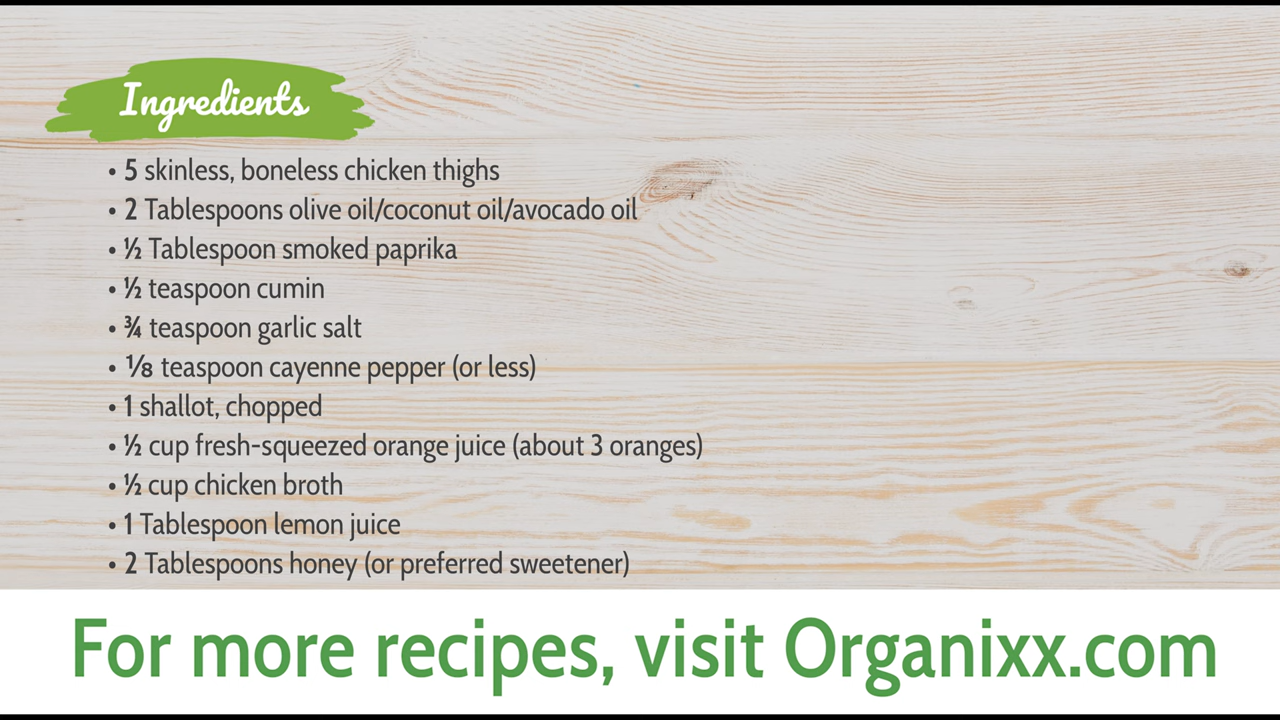 Ingredients
• 5 skinless, boneless chicken thighs
• 2 Tablespoons olive oil/coconut oil/avocado oil
• ½ Tablespoon smoked paprika
• ½ teaspoon cumin
• ¾ teaspoon garlic salt
• ⅛ teaspoon cayenne pepper (or less)
• 1 shallot, chopped
• ½ cup fresh-squeezed orange juice (about 3 oranges)
• ½ cup chicken broth
• 1 Tablespoon lemon juice
• 2 Tablespoons honey (or preferred sweetener)
For more recipes, visit Organixx.com